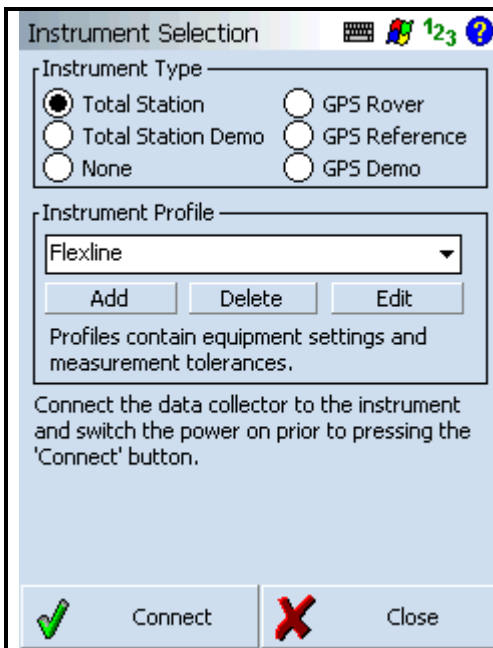 Instrument Selection 123 ?
Instrument Type
Total Station GPS Rover
Total Station Demo GPS Reference
None GPS Demo
Instrument Profile
Flexline
Add Delete Edit
Profiles contain equipment settings and
measurement tolerances.
Connect the data collector to the instrument
and switch the power on prior to pressing the
'Connect' button.
Connect Close